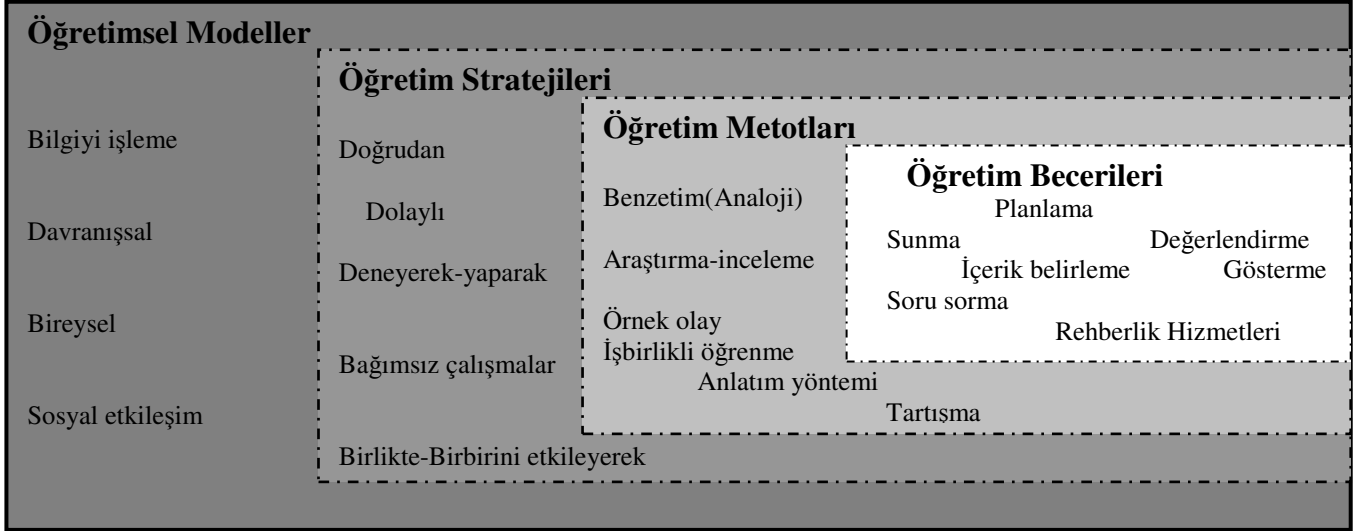 Öğretimsel Modeller
Bilgiyi işleme
Davranışsal
Bireysel
Sosyal etkileşim
Öğretim Stratejileri
Doğrudan
Dolaylı
Deneyerek-yaparak
Bağımsız çalışmalar
Birlikte-Birbirini etkileyerek
Öğretim Metotları
Benzetim(Analoji)
Araştırma-inceleme
Örnek olay
İşbirlikli öğrenme
Anlatım yöntemi
Tartışma
Öğretim Becerileri
Planlama
Sunma Değerlendirme
İçerik belirleme Gösterme
Soru sorma
Rehberlik Hizmetleri